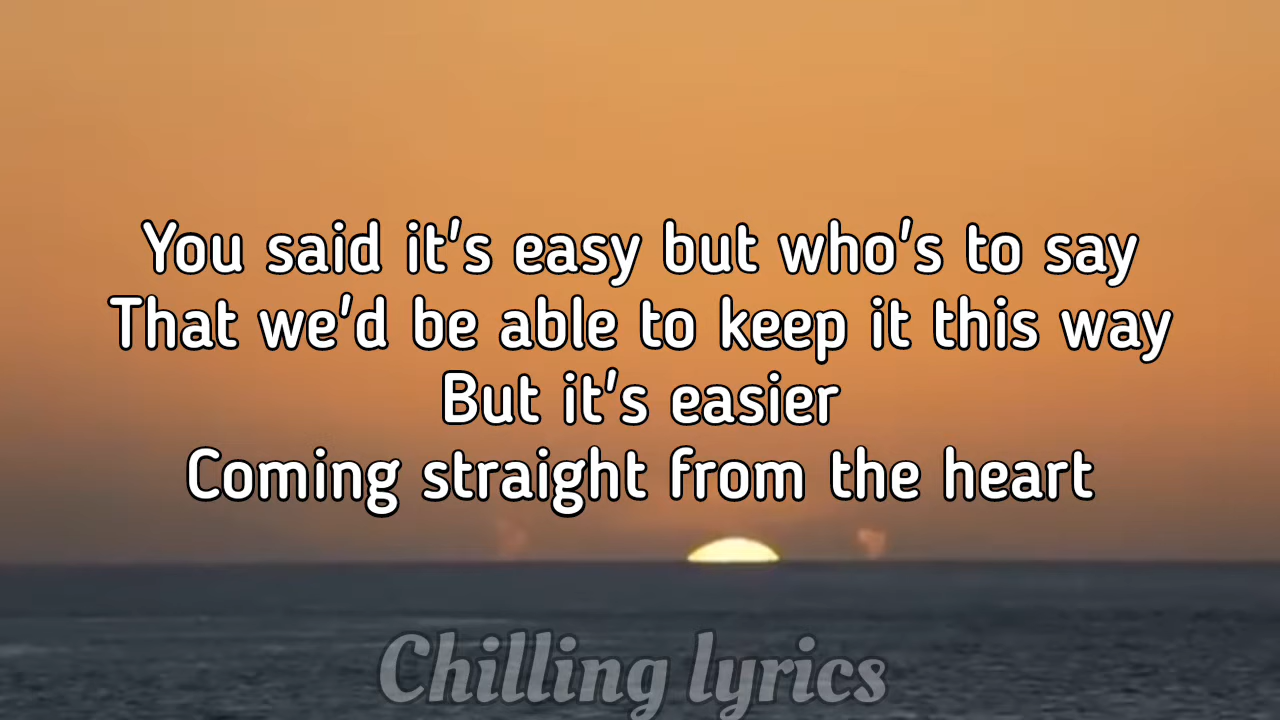 You said it's easy but who's to say
That we'd be able to keep it this way
But it's easier
Coming straight from the heart
Chilling lyrics